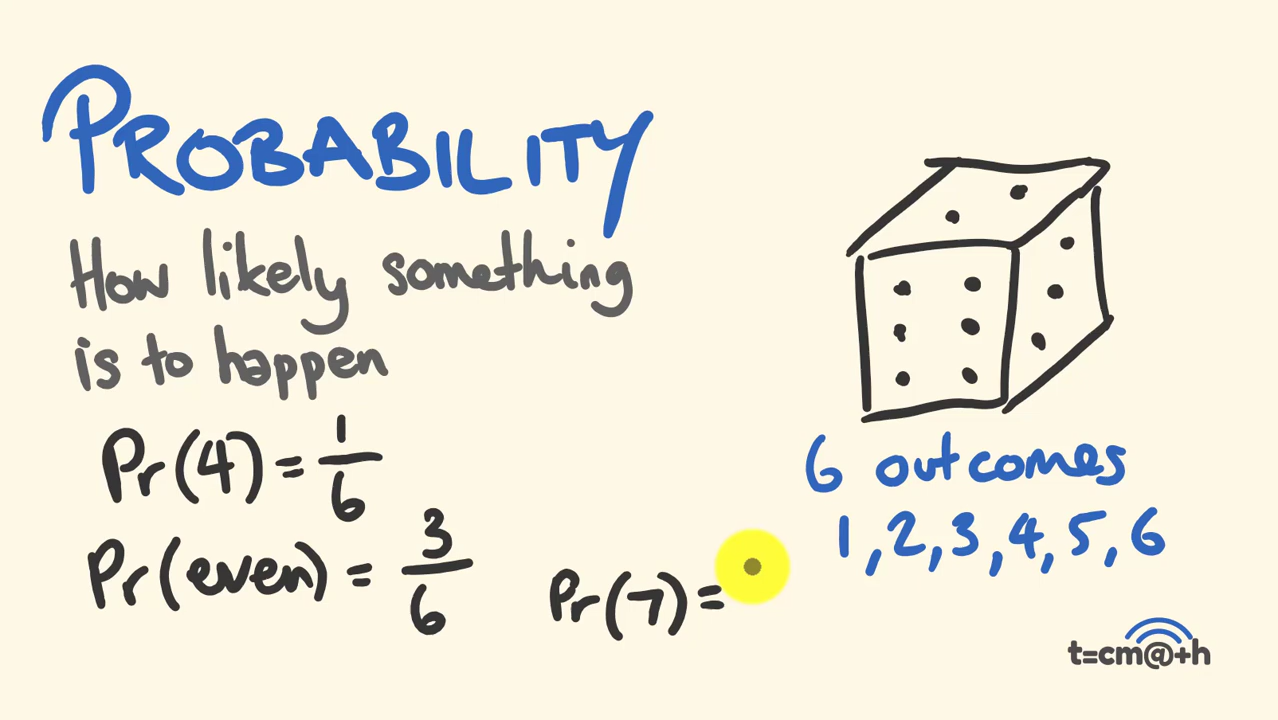 PROBABILITY
How likely something
is to happen
Pr(4) = 1/6
Pr(even) = 3/6
Pr(7) =
6 outcomes
1, 2, 3, 4, 5, 6
t=cm@+h